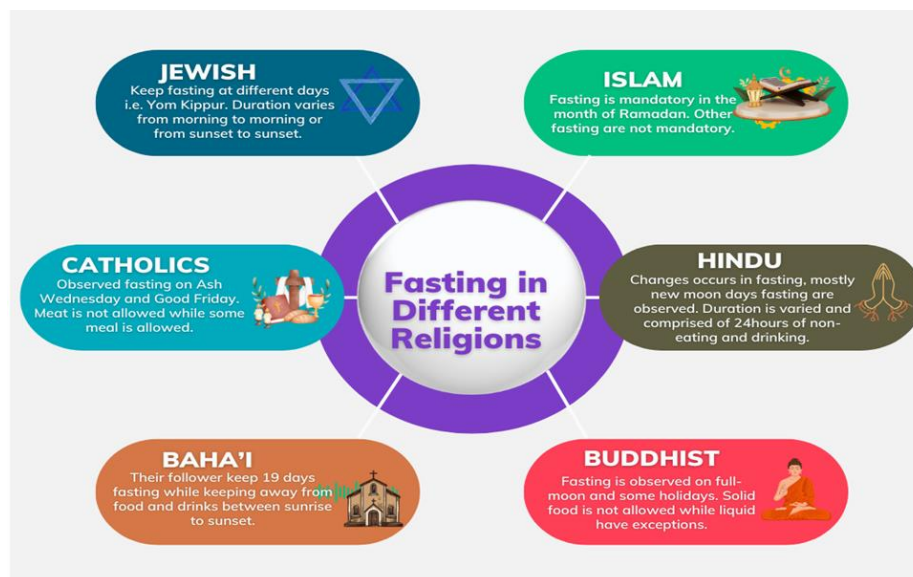 JEWISH
Keep fasting at different days
i.e. Yom Kippur. Duration varies
from morning to morning or
from sunset to sunset.
ISLAM
Fasting is mandatory in the
month of Ramadan. Other
fasting are not mandatory.
CATHOLICS
Observed fasting on Ash
Wednesday and Good Friday.
Meat is not allowed while some
meal is allowed.
Fasting in
Different
Religions
HINDU
Changes occurs in fasting, mostly
new moon days fasting are
observed. Duration is varied and
comprised of 24hours of non-
eating and drinking.
BAHA'I
Their follower keep 19 days
fasting while keeping away from
food and drinks between sunrise
to sunset.
BUDDHIST
Fasting is observed on full-
moon and some holidays. Solid
food is not allowed while liquid
have exceptions.